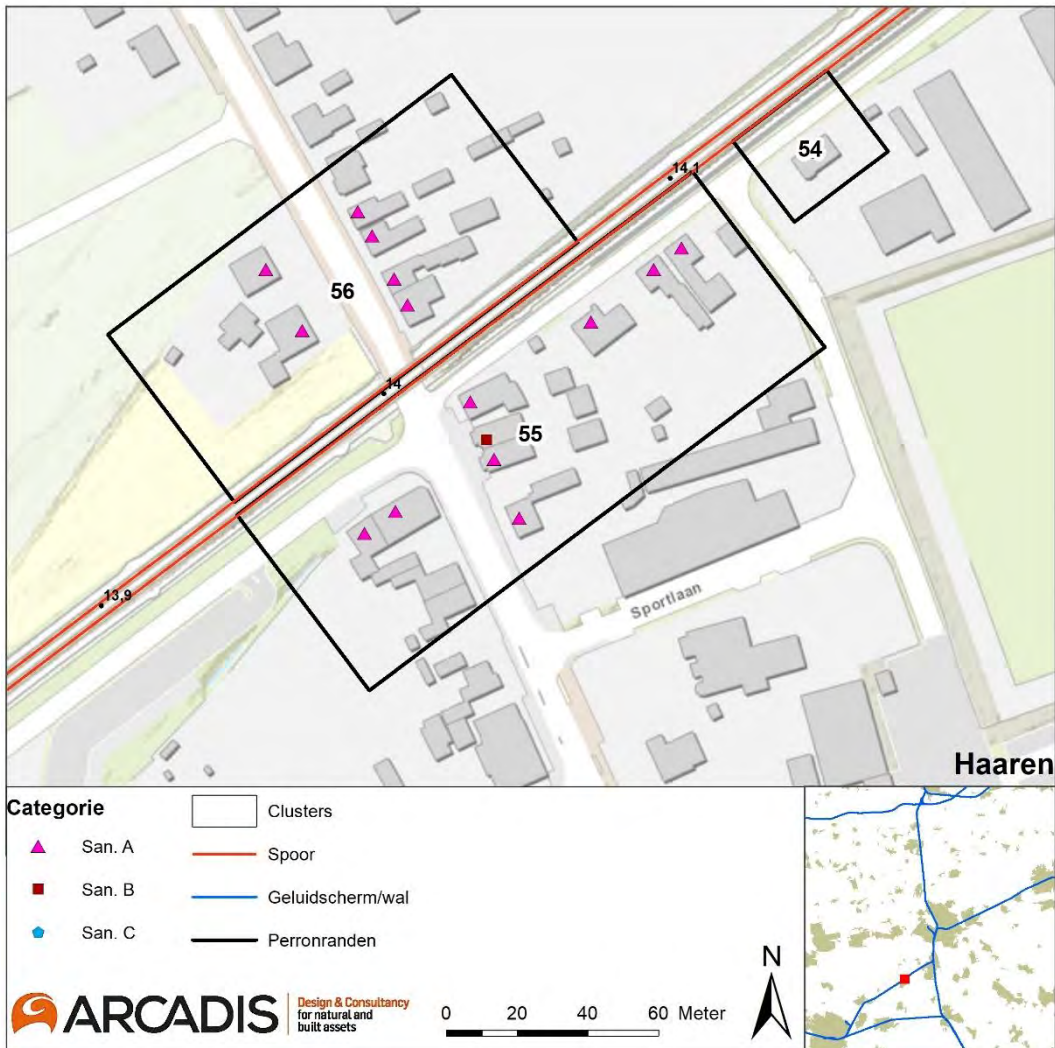 54
14,1
56
14
55
13,9
Sportlaan
Haaren
Categorie
San. A
San. B
San. C
Clusters
Spoor
Geluidscherm/wal
Perronranden
ARCADIS
Design & Consultancy
for natural and
built assets
0 20 40 60 Meter
N